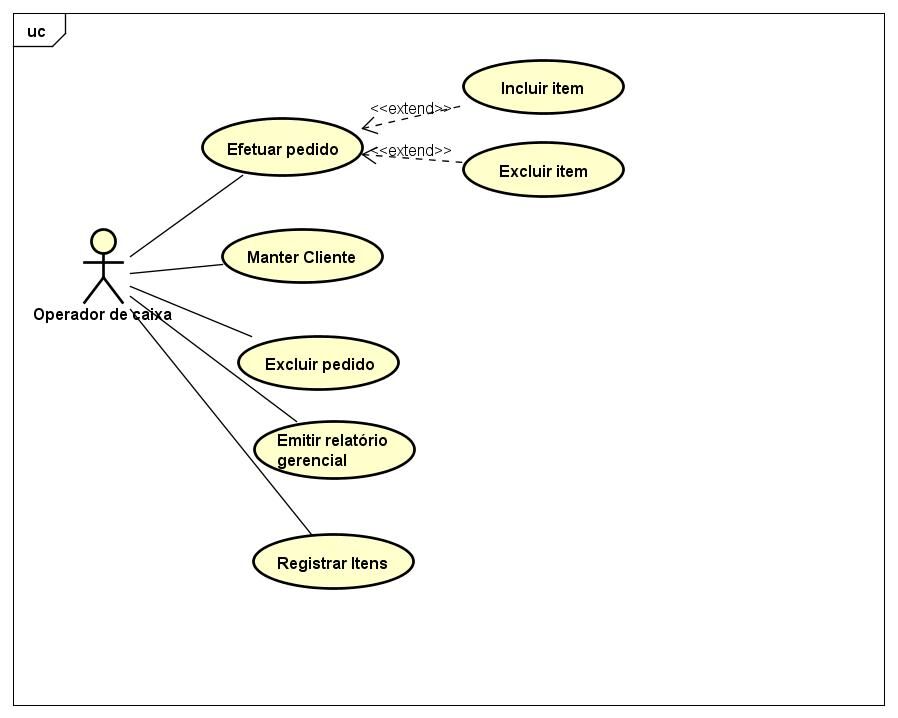 uc
Incluir item
<<extend>>
Efetuar pedido
<<extend>>
Excluir item
Manter Cliente
Operador de caixa
Excluir pedido
Emitir relatório
gerencial
Registrar Itens